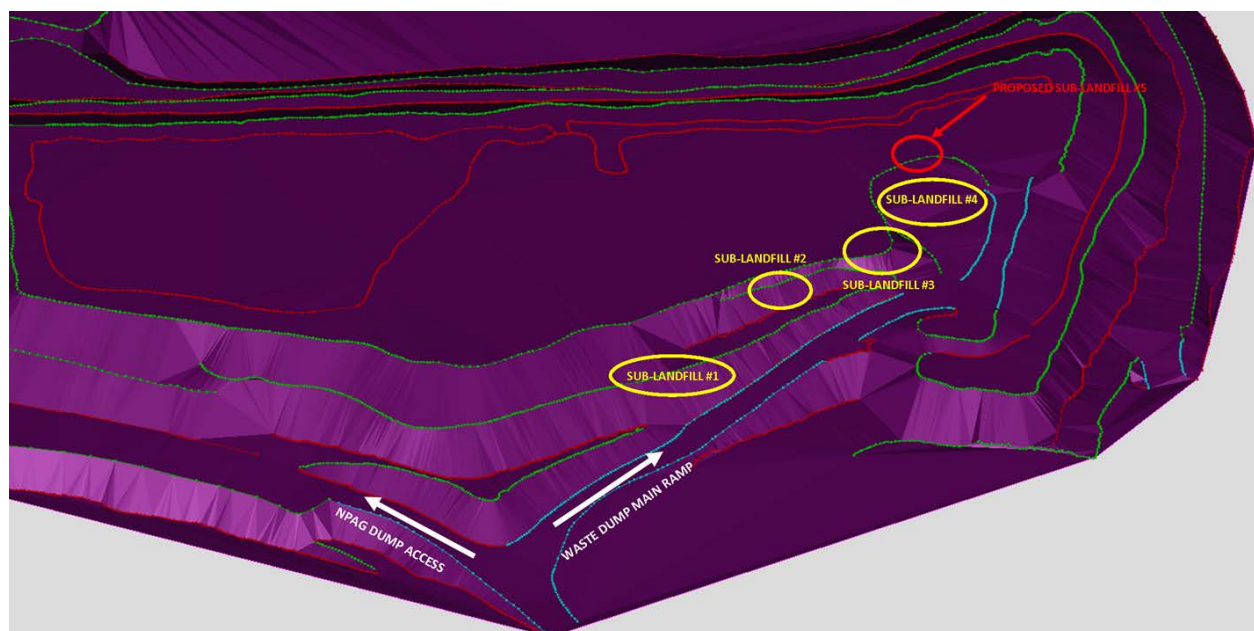 PROPOSED SUB-LANDFILL #5
SUB-LANDFILL #4
SUB-LANDFILL #2
SUB-LANDFILL #3
SUB-LANDFILL #1
WASTE DUMP MAIN RAMP
NPAG DUMP ACCESS